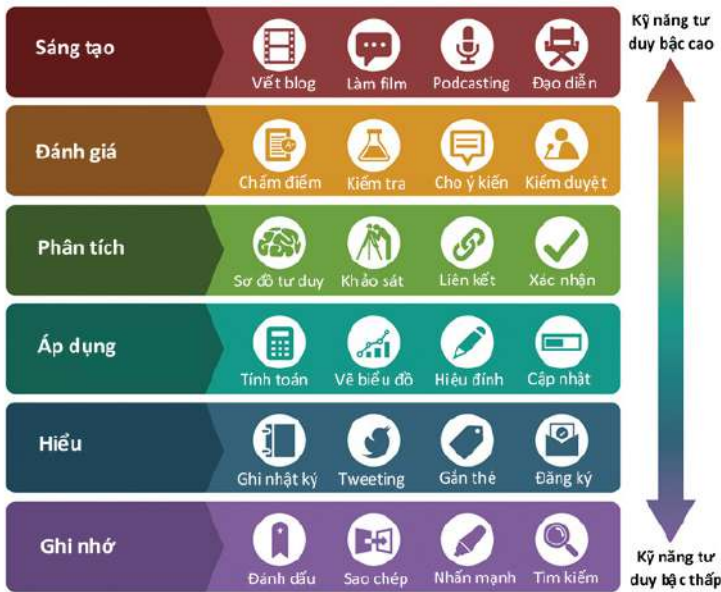 Kỹ năng tư
duy bậc cao
Sáng tạo
Viết blog
Làm film
Podcasting
Đạo diễn
Đánh giá
Chấm điểm
Kiểm tra
Cho ý kiến
Kiểm duyệt
Phân tích
Sơ đồ tư duy
Khảo sát
Liên kết
Xác nhận
Áp dụng
Tính toán
Vẽ biểu đồ
Hiệu đính
Cập nhật
Hiểu
Ghi nhật ký
Tweeting
Gắn thẻ
Đăng ký
Ghi nhớ
Đánh dấu
Sao chép
Nhấn mạnh
Tìm kiếm
Kỹ năng tư
duy bậc thấp